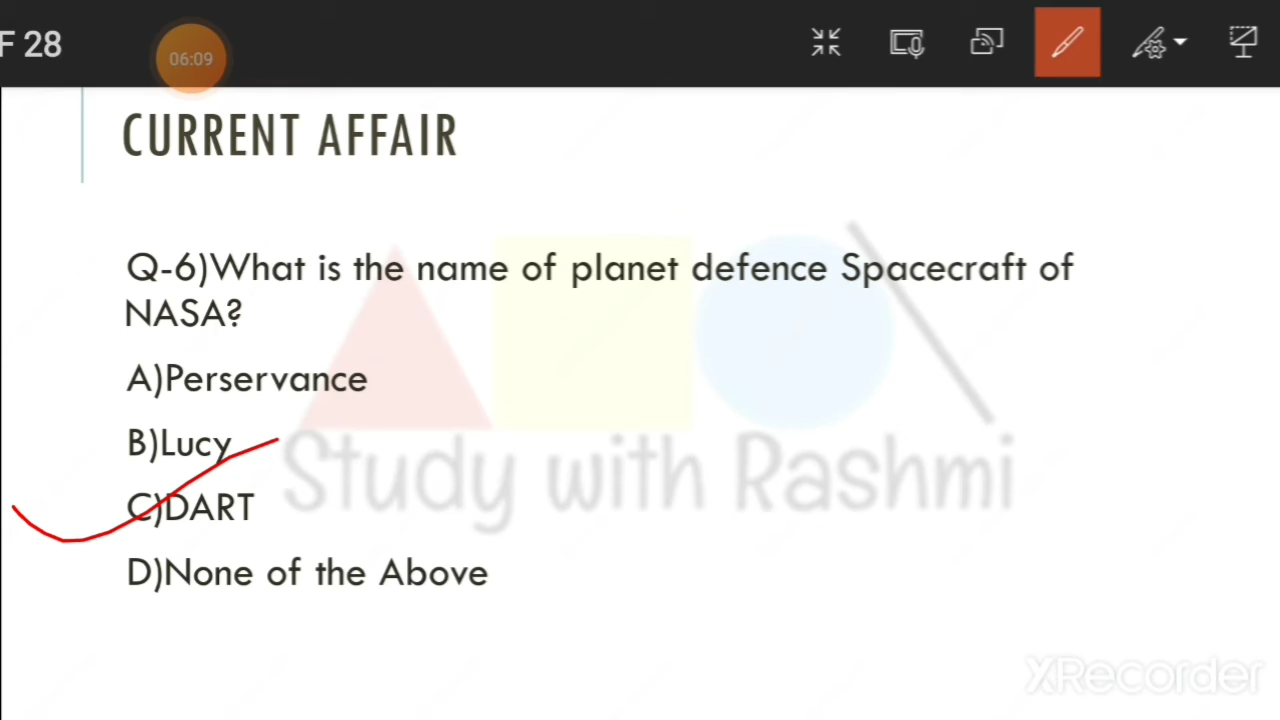 F 28
06:09
CURRENT AFFAIR
Q-6)What is the name of planet defence Spacecraft of
NASA?
A)Perservance
B)Lucy
C)DART
D)None of the Above
Study with Rashmi
XRecorder